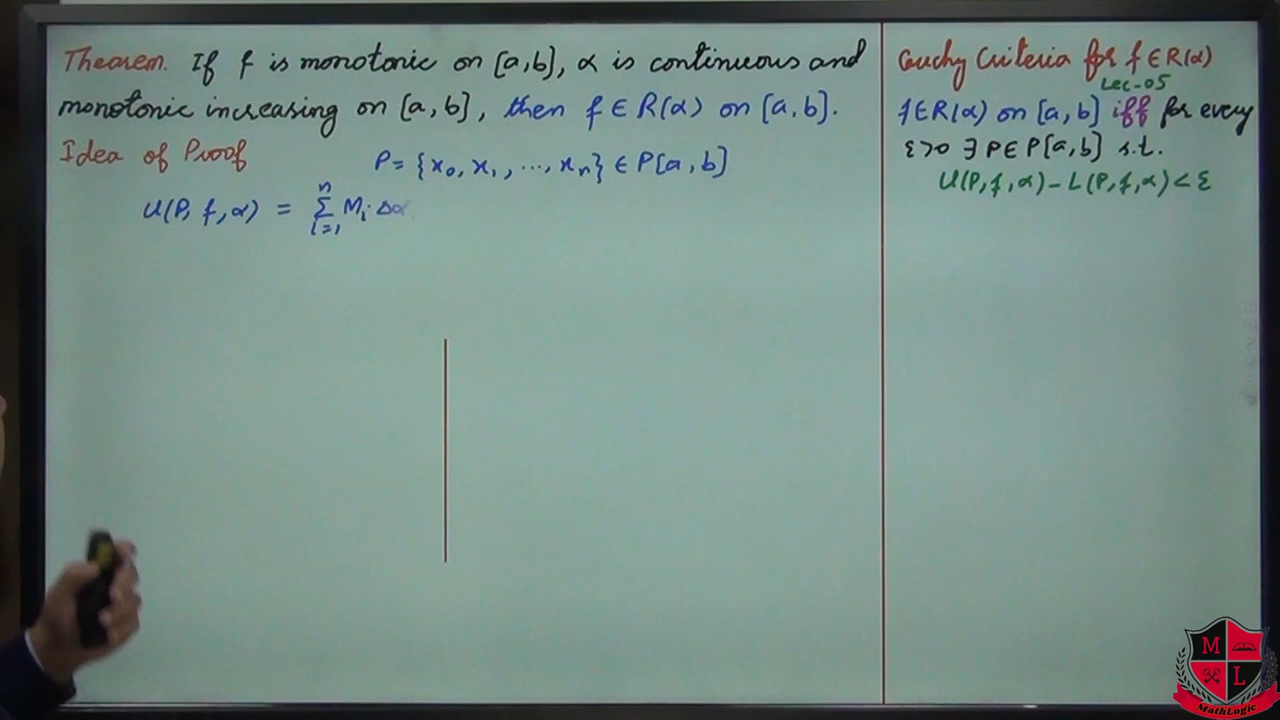 Theorem. If f is monotonic on [a,b], α is continuous and
monotonic increasing on [a,b], then f ∈ R(α) on [a,b].
Idea of Proof
P = {x₀, x₁, ..., xₙ} ∈ P[a,b]
U(P, f, α) = Σᵢ₌₁ⁿ Mᵢ Δα
Cauchy Criteria for f ∈ R(α)
Lec-05
f ∈ R(α) on [a,b] iff for every
ε>0 ∃ P ∈ P[a,b] s.t.
U(P,f,α) - L(P,f,α) < ε
M
L
MathLogic